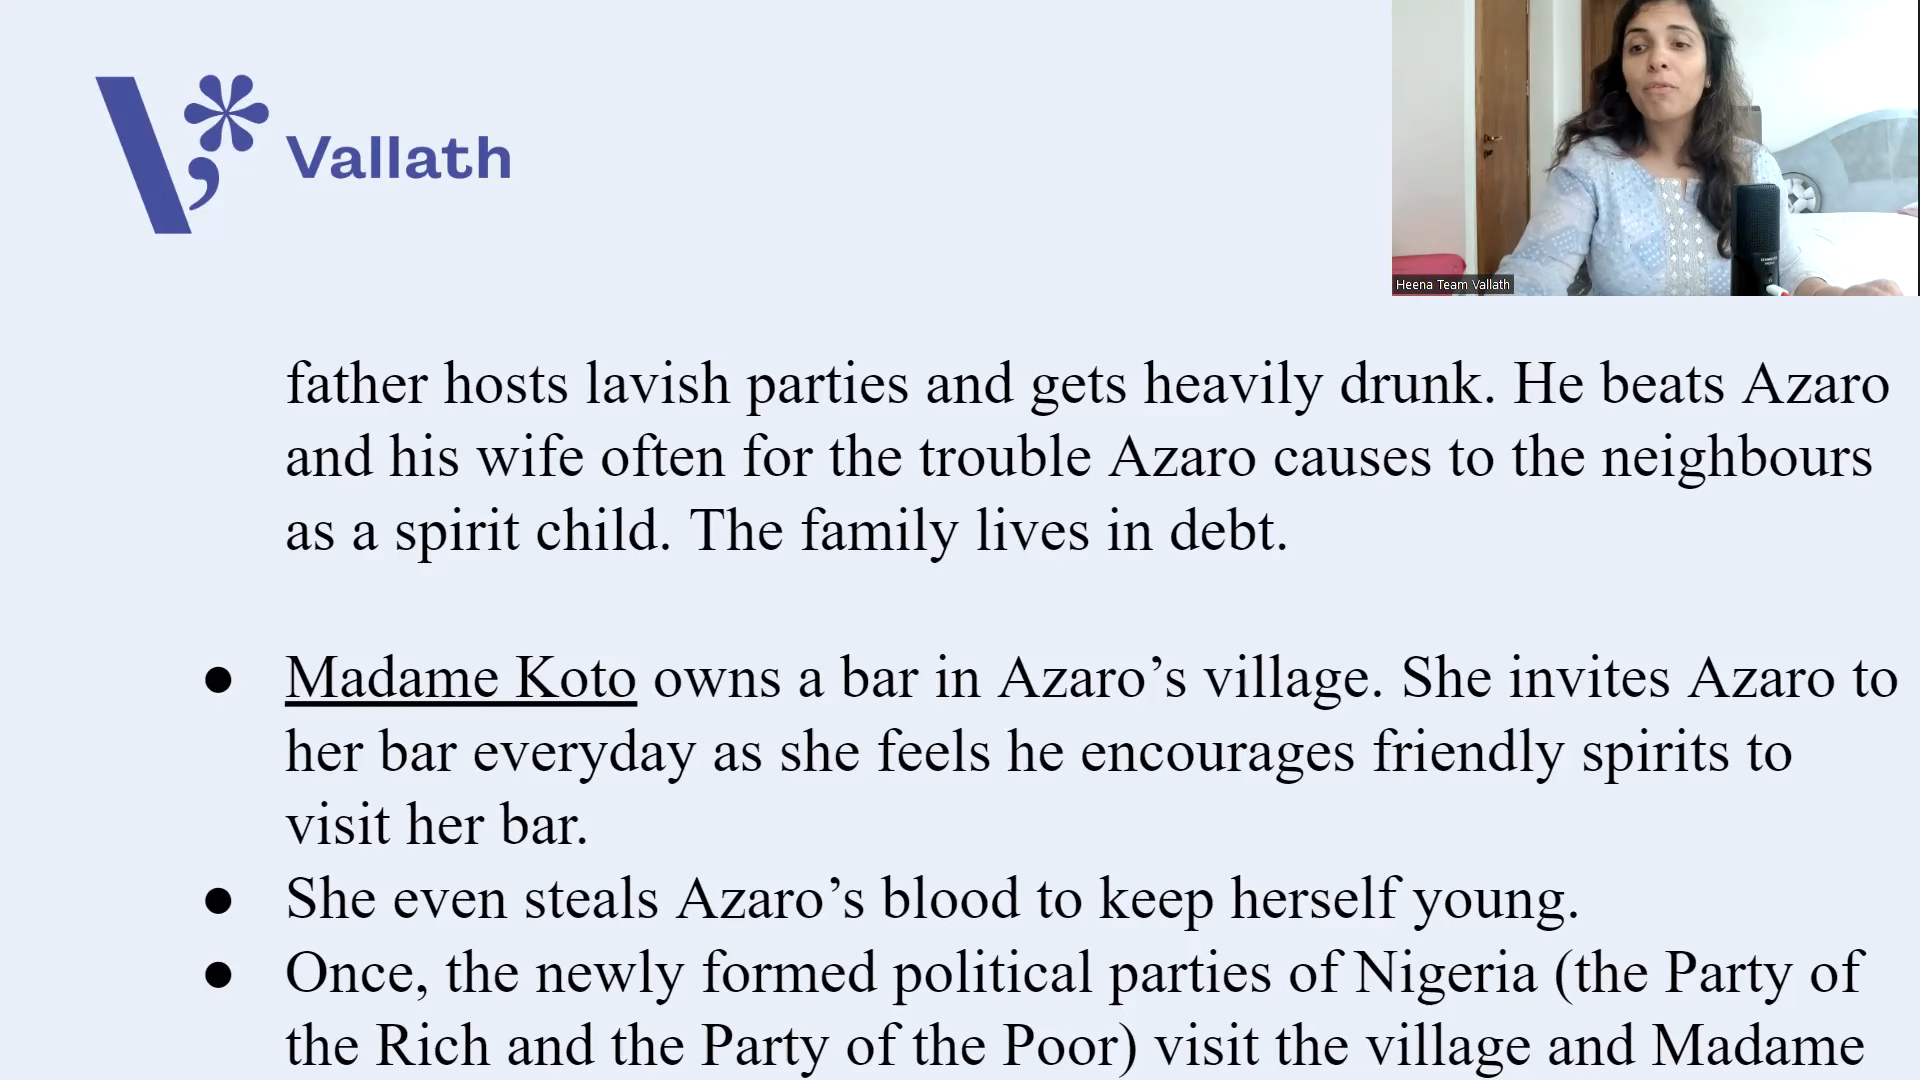 Vallath
Heena Team Vallath
father hosts lavish parties and gets heavily drunk. He beats Azaro
and his wife often for the trouble Azaro causes to the neighbours
as a spirit child. The family lives in debt.
● Madame Koto owns a bar in Azaro’s village. She invites Azaro to
her bar everyday as she feels he encourages friendly spirits to
visit her bar.
● She even steals Azaro’s blood to keep herself young.
● Once, the newly formed political parties of Nigeria (the Party of
the Rich and the Party of the Poor) visit the village and Madame